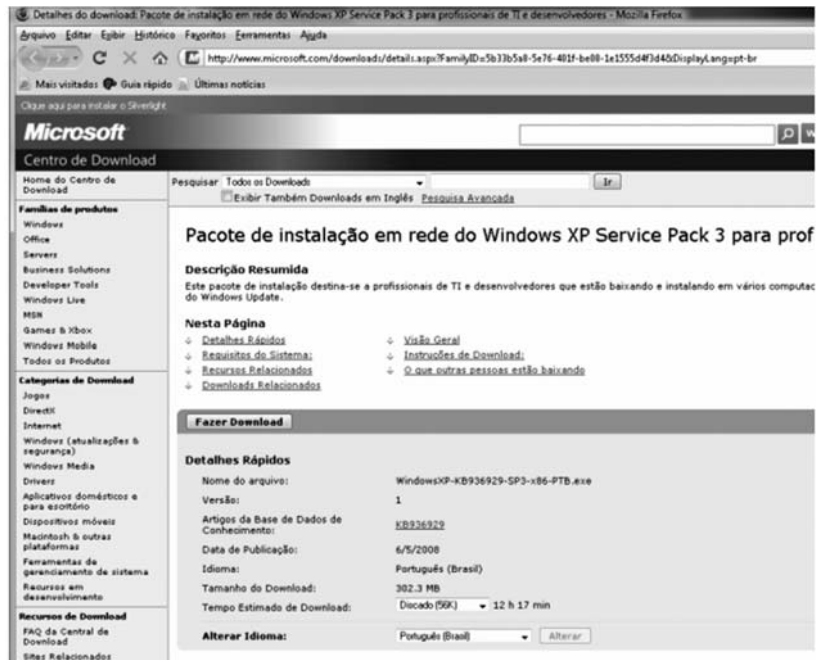 Detalhes do download: Pacote de instalação em rede do Windows XP Service Pack 3 para profissionais de TI e desenvolvedores - Mozilla Firefox
Arquivo Editar Exibir Histórico Favoritos Ferramentas Ajuda
http://www.microsoft.com/downloads/details.aspx?FamilyID=5b33b5a8-5e76-401f-be08-1e1555d4f3d4&DisplayLang=pt-br
Mais visitados Guia rápido Últimas notícias
Clique aqui para instalar o Silverlight
Microsoft
Centro de Download
Home do Centro de
Download
Famílias de produtos
Windows
Office
Servers
Business Solutions
Developer Tools
Windows Live
MSN
Games & Xbox
Windows Mobile
Todos os Produtos
Categorias de Download
Jogos
DirectX
Internet
Windows (atualizações &
segurança)
Windows Media
Drivers
Aplicativos domésticos e
para escritório
Dispositivos móveis
Macintosh & outras
plataformas
Ferramentas de
gerenciamento de sistema
Recursos em
desenvolvimento
Recursos de Download
FAQ da Central de
Download
Sites Relacionados
Pesquisar Todos os Downloads Ir
Exibir Também Downloads em Inglês Pesquisa Avançada
Pacote de instalação em rede do Windows XP Service Pack 3 para prof
Descrição Resumida
Este pacote de instalação destina-se a profissionais de TI e desenvolvedores que estão baixando e instalando em vários computac
do Windows Update.
Nesta Página
Detalhes Rápidos
Visão Geral
Requisitos do Sistema:
Instruções de Download:
Recursos Relacionados
O que outras pessoas estão baixando
Downloads Relacionados
Fazer Download
Detalhes Rápidos
Nome do arquivo: WindowsXP-KB936929-SP3-x86-PTB.exe
Versão: 1
Artigos da Base de Dados de
Conhecimento: KB936929
Data de Publicação: 6/5/2008
Idioma: Português (Brasil)
Tamanho do Download: 302.3 MB
Tempo Estimado de Download: Discado (56K) 12 h 17 min
Alterar Idioma: Português (Brasil) Alterar